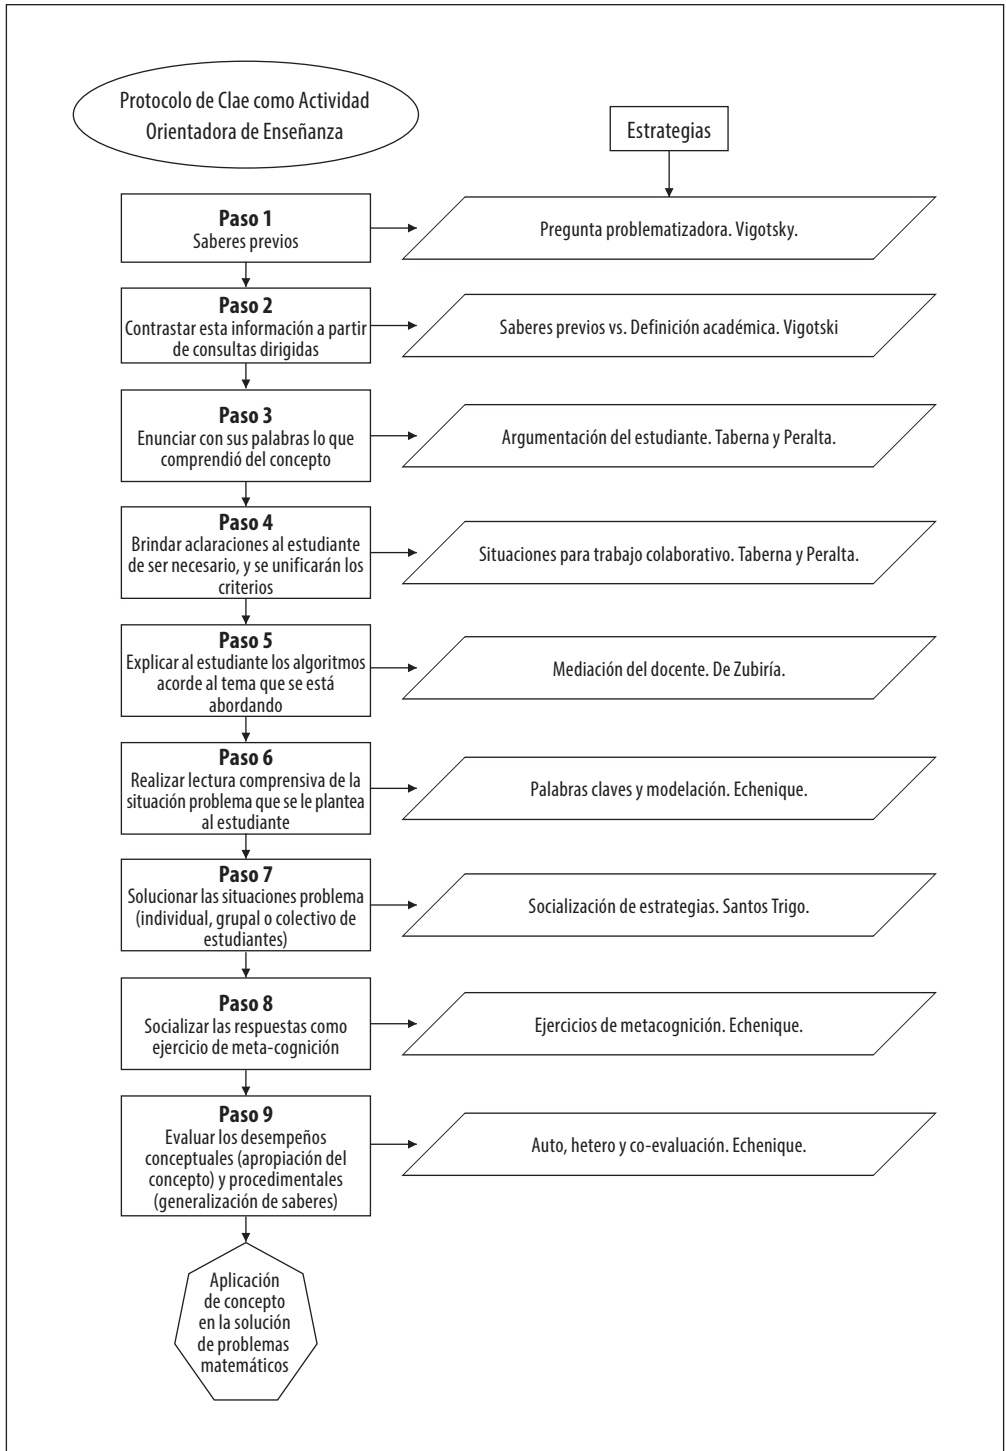 Protocolo de Clae como Actividad
Orientadora de Enseñanza
Estrategias
Paso 1
Saberes previos
Pregunta problematizadora. Vigotsky.
Paso 2
Contrastar esta información a partir
de consultas dirigidas
Saberes previos vs. Definición académica. Vigotski
Paso 3
Enunciar con sus palabras lo que
comprendió del concepto
Argumentación del estudiante. Taberna y Peralta.
Paso 4
Brindar aclaraciones al estudiante
de ser necesario, y se unificarán los
criterios
Situaciones para trabajo colaborativo. Taberna y Peralta.
Paso 5
Explicar al estudiante los algoritmos
acorde al tema que se está
abordando
Mediación del docente. De Zubiría.
Paso 6
Realizar lectura comprensiva de la
situación problema que se le plantea
al estudiante
Palabras claves y modelación. Echenique.
Paso 7
Solucionar las situaciones problema
(individual, grupal o colectivo de
estudiantes)
Socialización de estrategias. Santos Trigo.
Paso 8
Socializar las respuestas como
ejercicio de meta-cognición
Ejercicios de metacognición. Echenique.
Paso 9
Evaluar los desempeños
conceptuales (apropiación del
concepto) y procedimentales
(generalización de saberes)
Auto, hetero y co-evaluación. Echenique.
Aplicación
de concepto
en la solución
de problemas
matemáticos